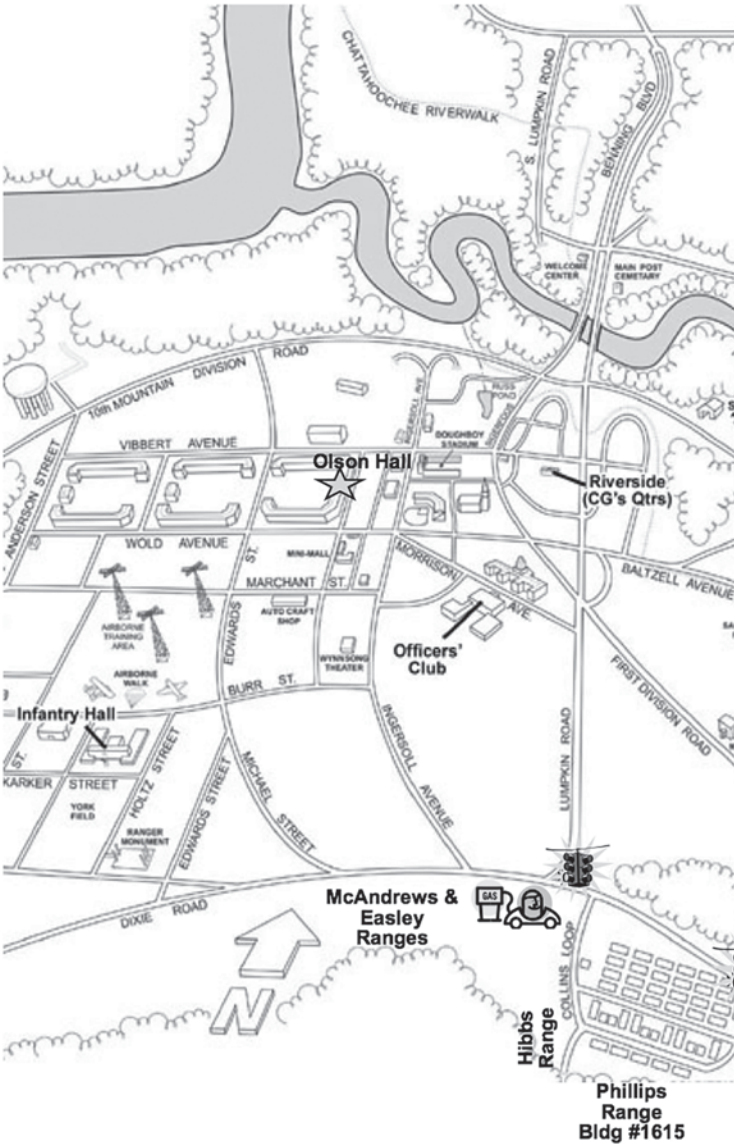 CHATTAHOOCHEE RIVERWALK
S. LUMPKIN ROAD
BENNING BLVD
WELCOME
CENTER
MAIN POST
CEMETARY
10th MOUNTAIN DIVISION ROAD
RUSS
POND
DOUGHBOY
STADIUM
VIBBERT AVENUE
Olson Hall
Riverside
(CG's Qtrs)
ANDERSON STREET
WOLD AVENUE
MINI-MALL
MORRISON AVE.
BALTZELL AVENUE
MARCHANT ST.
EDWARDS ST.
AUTO CRAFT
SHOP
AIRBORNE
TRAINING
AREA
Officers'
Club
WYNNSONG
THEATER
FIRST DIVISION ROAD
AIRBORNE
WALK
BURR ST.
Infantry Hall
INGERSOLL AVENUE
LUMPKIN ROAD
ST.
KARKER STREET
HOLTZ STREET
MICHAEL STREET
EDWARDS STREET
YORK
FIELD
RANGER
MONUMENT
McAndrews &
Easley
Ranges
GAS
DIXIE ROAD
COLLINS LOOP
N
Hibbs
Range
Phillips
Range
Bldg #1615